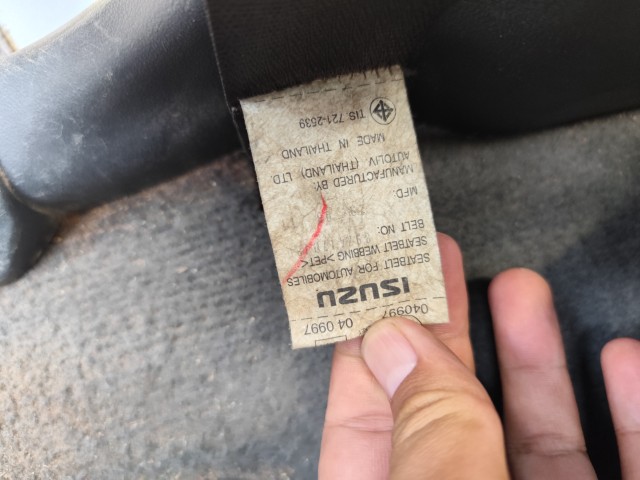 040997 04 0997
ISUZU
SEATBELT FOR AUTOMOBILES
SEATBELT WEBBING >PET<
BELT NO:
MFD:
MANUFACTURED BY:
AUTOLIV (THAILAND) LTD.
MADE IN THAILAND
TIS. 721-2539